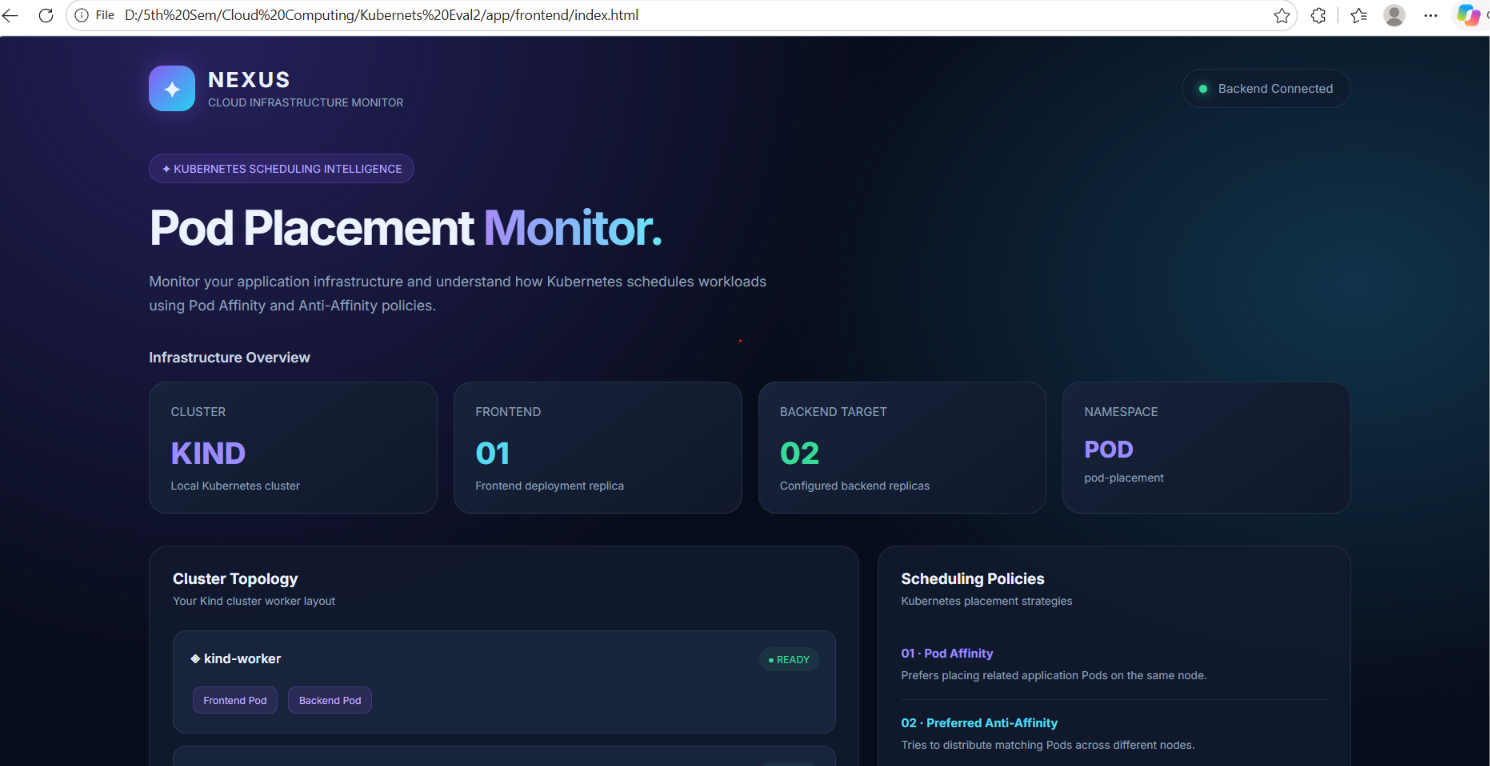 File D:/5th%20Sem/Cloud%20Computing/Kubernets%20Eval2/app/frontend/index.html
NEXUS
CLOUD INFRASTRUCTURE MONITOR
Backend Connected
✦ KUBERNETES SCHEDULING INTELLIGENCE
Pod Placement Monitor.
Monitor your application infrastructure and understand how Kubernetes schedules workloads
using Pod Affinity and Anti-Affinity policies.
Infrastructure Overview
CLUSTER
KIND
Local Kubernetes cluster
FRONTEND
01
Frontend deployment replica
BACKEND TARGET
02
Configured backend replicas
NAMESPACE
POD
pod-placement
Cluster Topology
Your Kind cluster worker layout
◈ kind-worker
● READY
Frontend Pod
Backend Pod
Scheduling Policies
Kubernetes placement strategies
01 · Pod Affinity
Prefers placing related application Pods on the same node.
02 · Preferred Anti-Affinity
Tries to distribute matching Pods across different nodes.